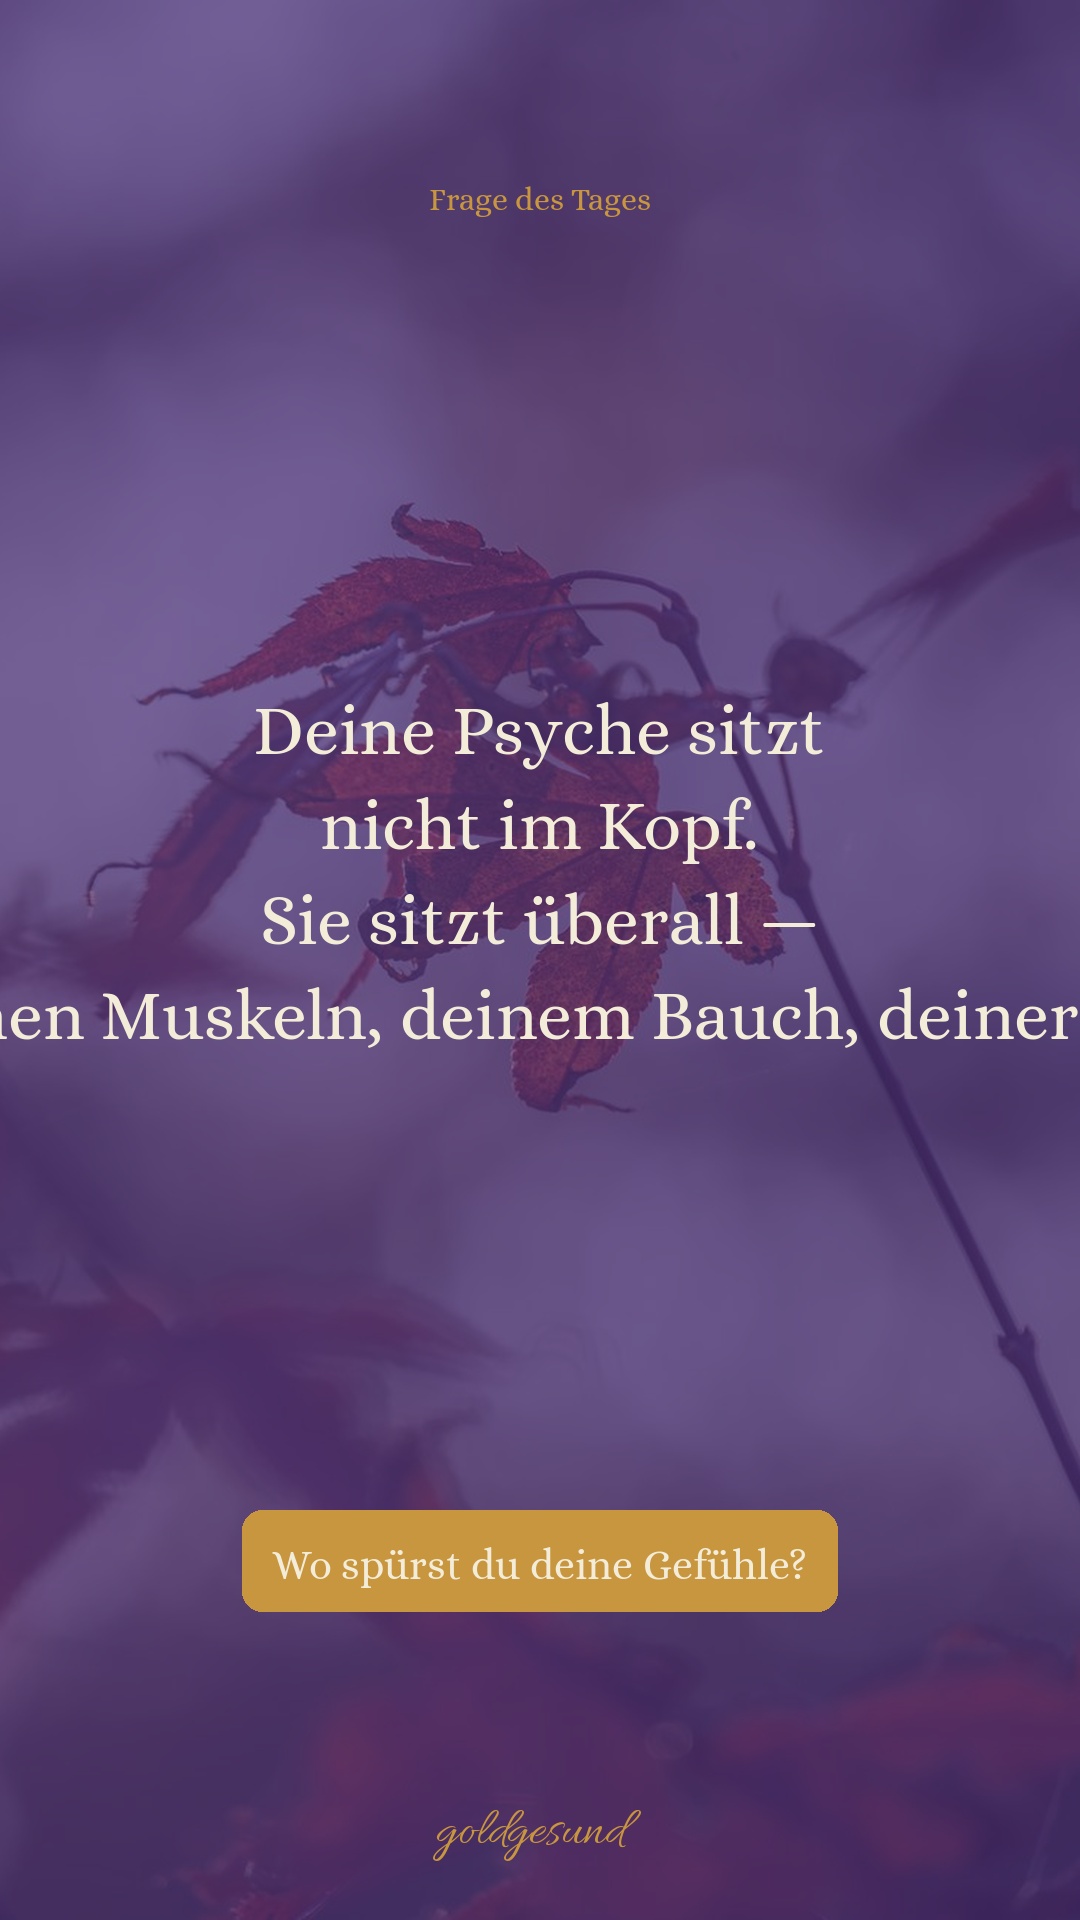 Frage des Tages
Deine Psyche sitzt
nicht im Kopf.
Sie sitzt überall —
Muskeln, deinem Bauch, deiner
Wo spürst du deine Gefühle?
goldgesund